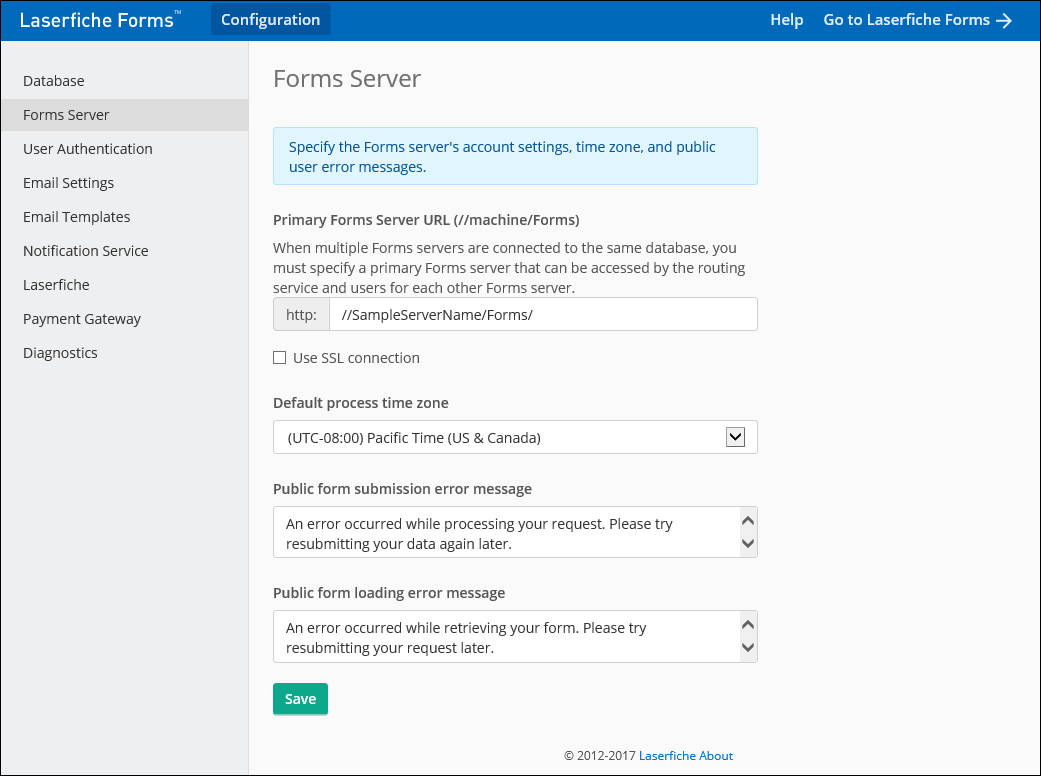 Laserfiche Forms™ Configuration Help Go to Laserfiche Forms
Database
Forms Server
User Authentication
Email Settings
Email Templates
Notification Service
Laserfiche
Payment Gateway
Diagnostics
Forms Server
Specify the Forms server's account settings, time zone, and public
user error messages.
Primary Forms Server URL (//machine/Forms)
When multiple Forms servers are connected to the same database, you
must specify a primary Forms server that can be accessed by the routing
service and users for each other Forms server.
http: //SampleServerName/Forms/
Use SSL connection
Default process time zone
(UTC-08:00) Pacific Time (US & Canada)
Public form submission error message
An error occurred while processing your request. Please try
resubmitting your data again later.
Public form loading error message
An error occurred while retrieving your form. Please try
resubmitting your request later.
Save
© 2012-2017 Laserfiche About